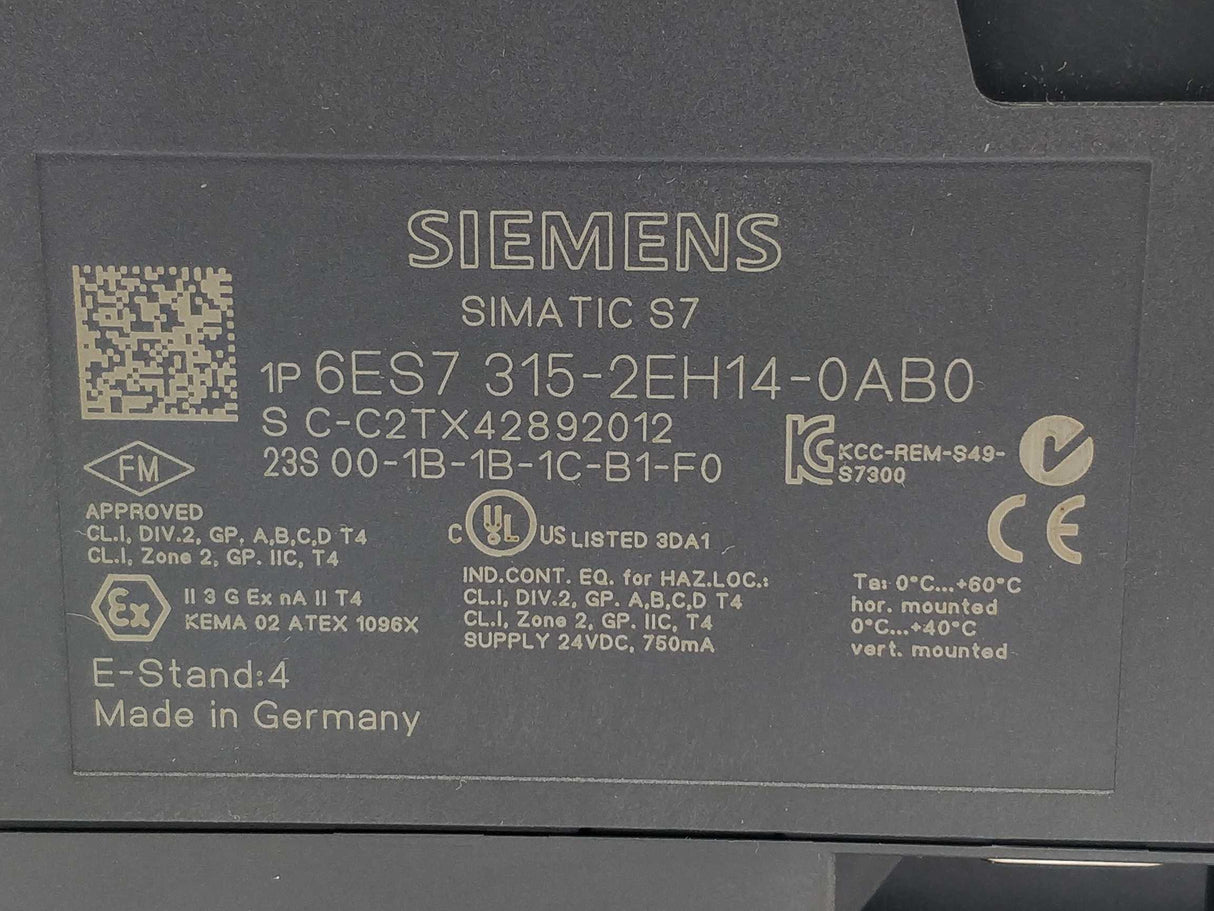 SIEMENS
SIMATIC S7
1P 6ES7 315-2EH14-0AB0
S C-C2TX42892012
23S 00-1B-1B-1C-B1-F0
KCC-REM-S49-
S7300
FM
APPROVED
CL.I, DIV.2, GP. A,B,C,D T4
CL.I, Zone 2, GP. IIC, T4
C UL US LISTED 3DA1
CE
Ex II 3 G Ex nA II T4
KEMA 02 ATEX 1096X
IND.CONT. EQ. for HAZ.LOC.:
CL.I, DIV.2, GP. A,B,C,D T4
CL.I, Zone 2, GP. IIC, T4
SUPPLY 24VDC, 750mA
Ta: 0°C...+60°C
hor. mounted
0°C...+40°C
vert. mounted
E-Stand:4
Made in Germany